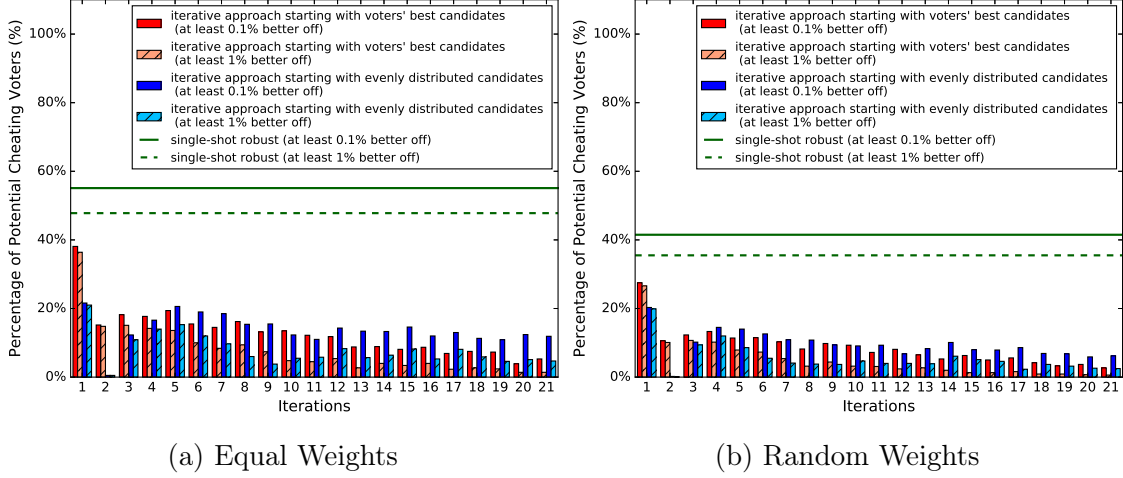 Percentage of Potential Cheating Voters (%)
100%
80%
60%
40%
20%
0%
iterative approach starting with voters' best candidates
(at least 0.1% better off)
iterative approach starting with voters' best candidates
(at least 1% better off)
iterative approach starting with evenly distributed candidates
(at least 0.1% better off)
iterative approach starting with evenly distributed candidates
(at least 1% better off)
single-shot robust (at least 0.1% better off)
single-shot robust (at least 1% better off)
1 2 3 4 5 6 7 8 9 10 11 12 13 14 15 16 17 18 19 20 21
Iterations
(a) Equal Weights
Percentage of Potential Cheating Voters (%)
100%
80%
60%
40%
20%
0%
iterative approach starting with voters' best candidates
(at least 0.1% better off)
iterative approach starting with voters' best candidates
(at least 1% better off)
iterative approach starting with evenly distributed candidates
(at least 0.1% better off)
iterative approach starting with evenly distributed candidates
(at least 1% better off)
single-shot robust (at least 0.1% better off)
single-shot robust (at least 1% better off)
1 2 3 4 5 6 7 8 9 10 11 12 13 14 15 16 17 18 19 20 21
Iterations
(b) Random Weights